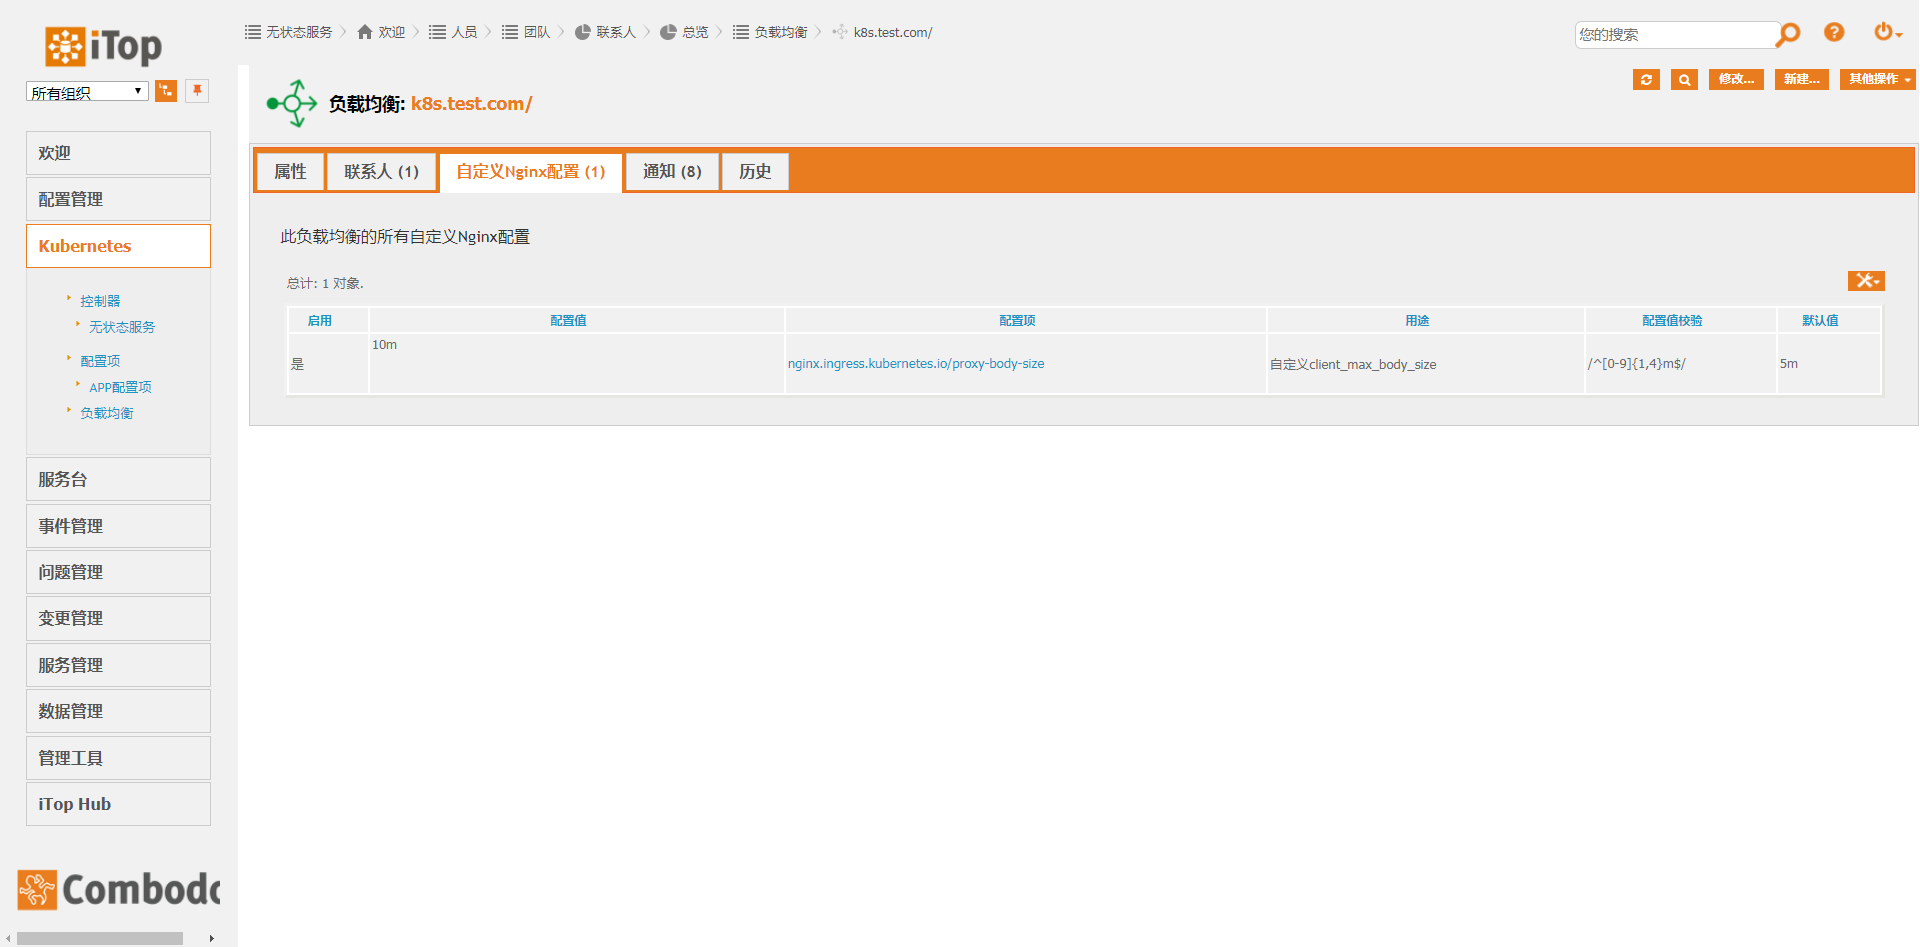 iTop
所有组织
欢迎
配置管理
Kubernetes
控制器
无状态服务
配置项
APP配置项
负载均衡
服务台
事件管理
问题管理
变更管理
服务管理
数据管理
管理工具
iTop Hub
无状态服务 欢迎 人员 团队 联系人 总览 负载均衡 k8s.test.com/
您的搜索
修改... 新建... 其他操作
负载均衡: k8s.test.com/
属性 联系人 (1) 自定义Nginx配置 (1) 通知 (8) 历史
此负载均衡的所有自定义Nginx配置
总计: 1 对象.
启用 配置值 配置项 用途 配置值校验 默认值
是 10m nginx.ingress.kubernetes.io/proxy-body-size 自定义client_max_body_size /^[0-9]{1,4}m$/ 5m